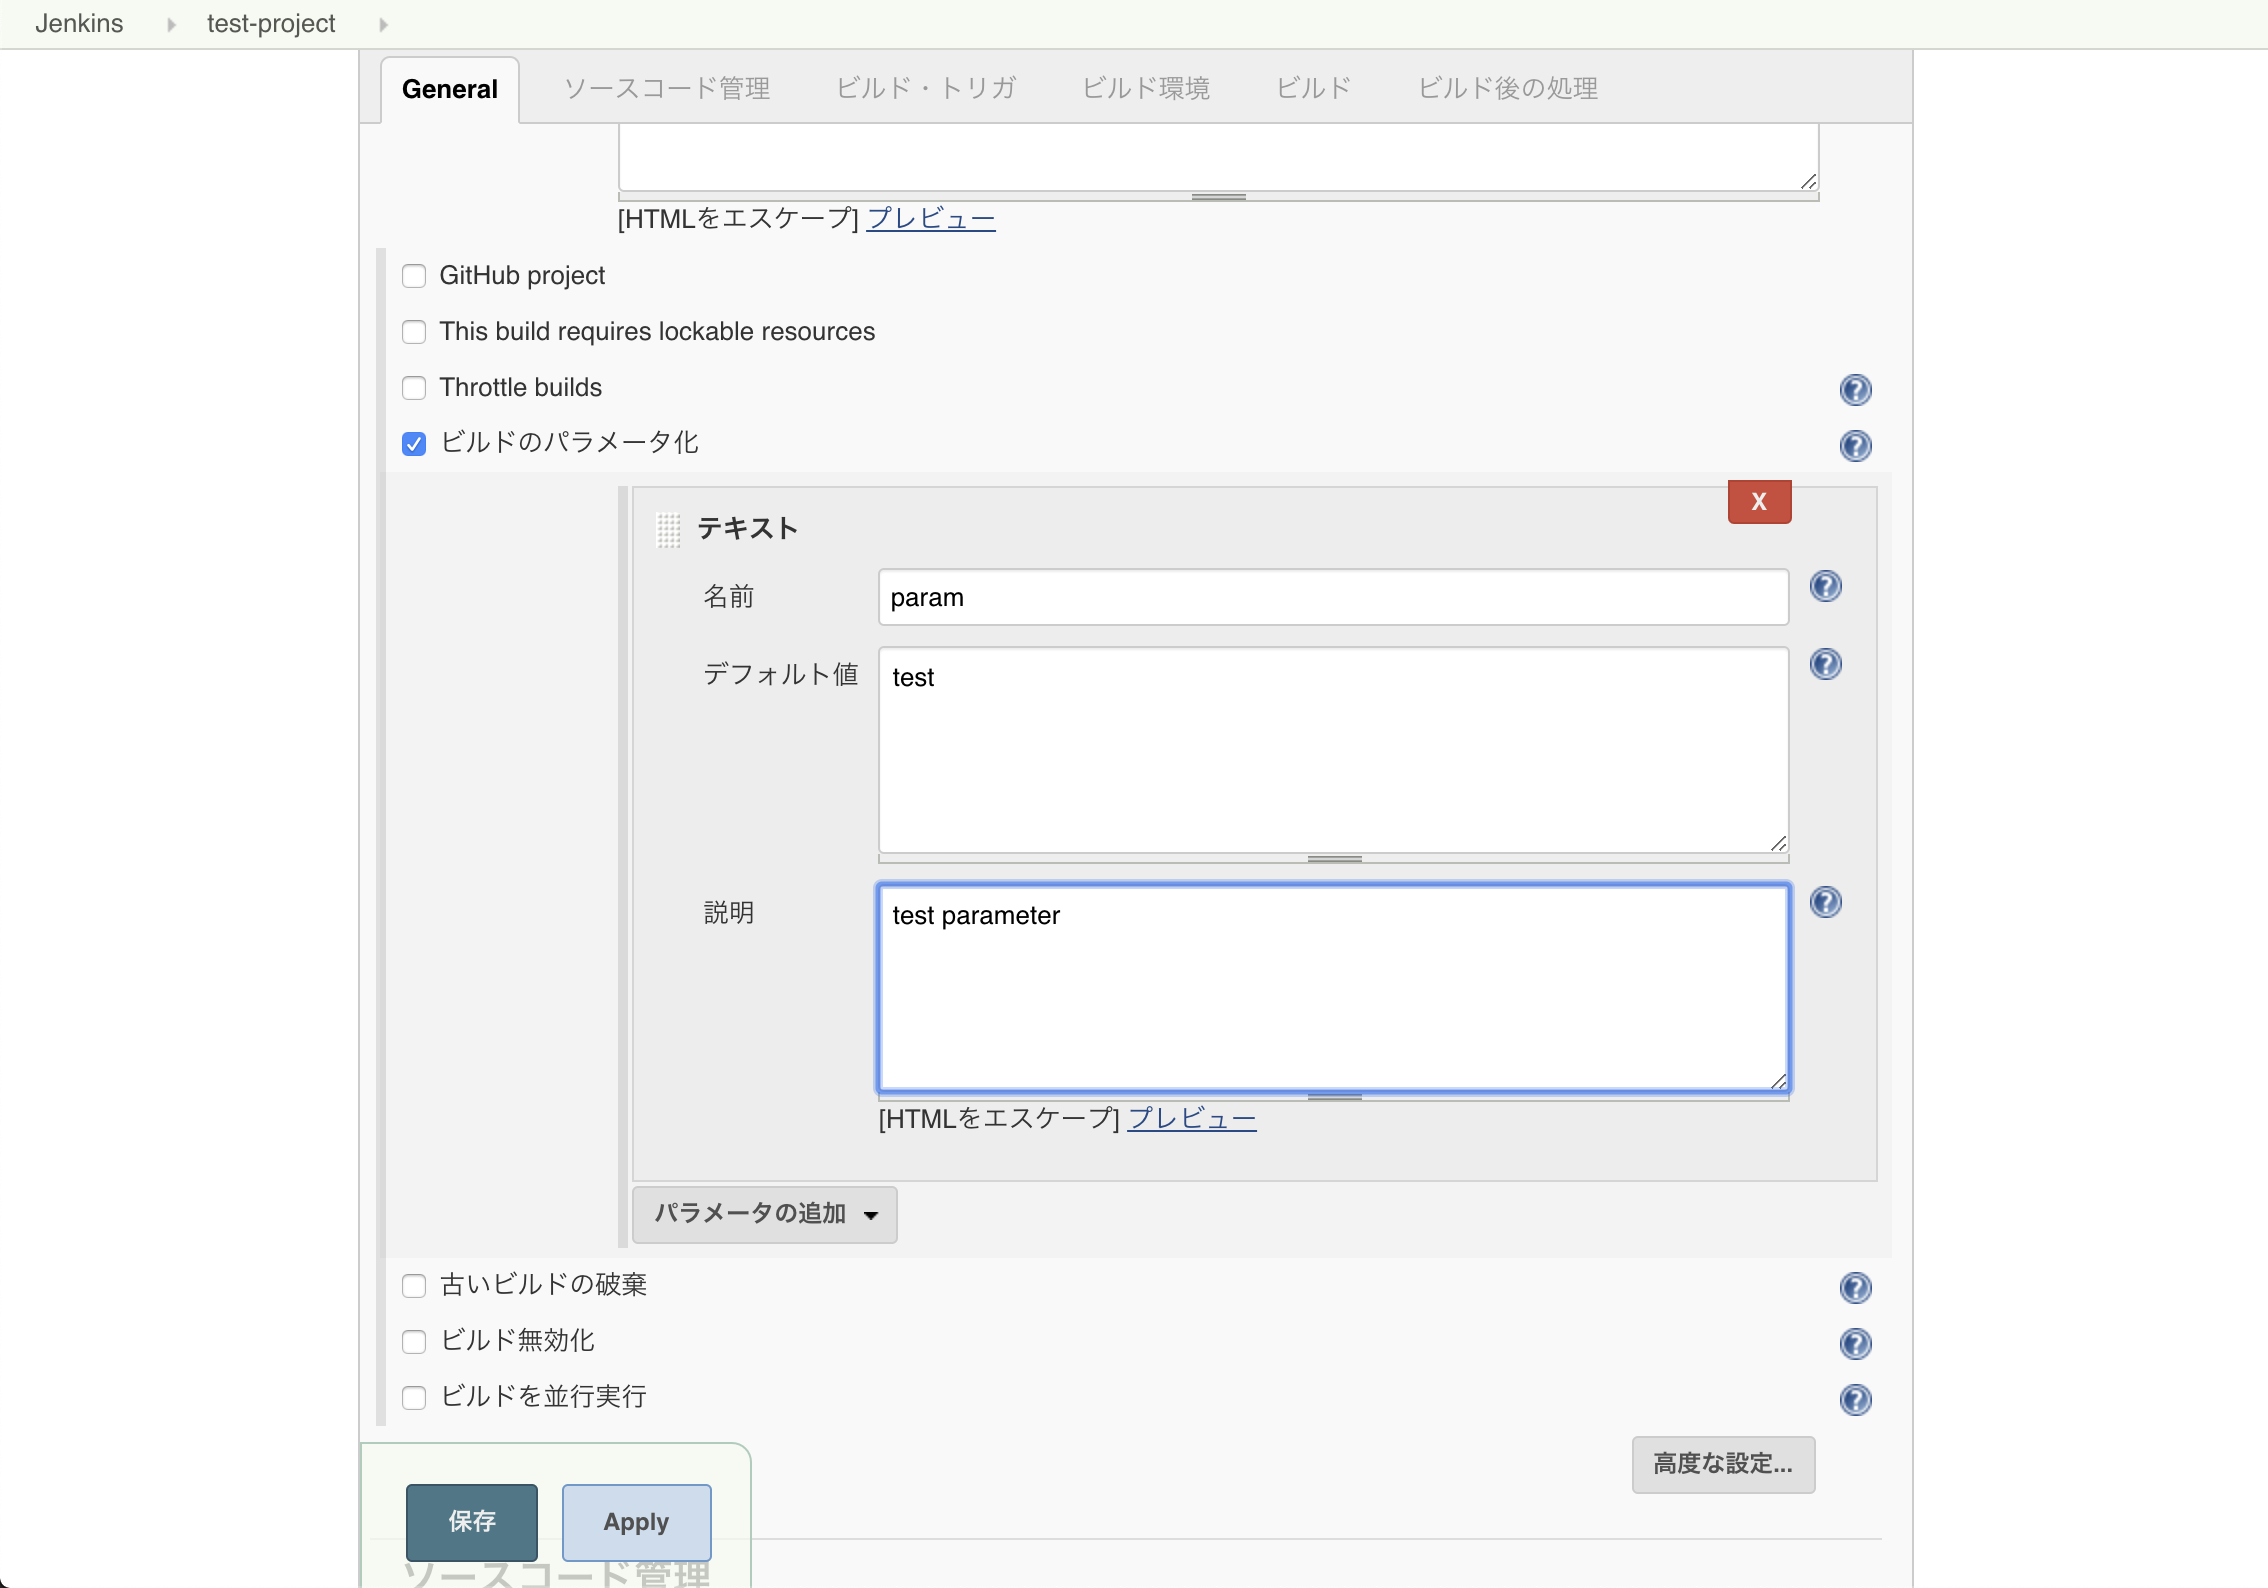 Jenkins test-project
General ソースコード管理 ビルド・トリガ ビルド環境 ビルド ビルド後の処理
[HTMLをエスケープ] プレビュー
GitHub project
This build requires lockable resources
Throttle builds
ビルドのパラメータ化
X
テキスト
名前 param
デフォルト値 test
説明 test parameter
[HTMLをエスケープ] プレビュー
パラメータの追加
古いビルドの破棄
ビルド無効化
ビルドを並行実行
高度な設定...
保存 Apply
ソースコード管理